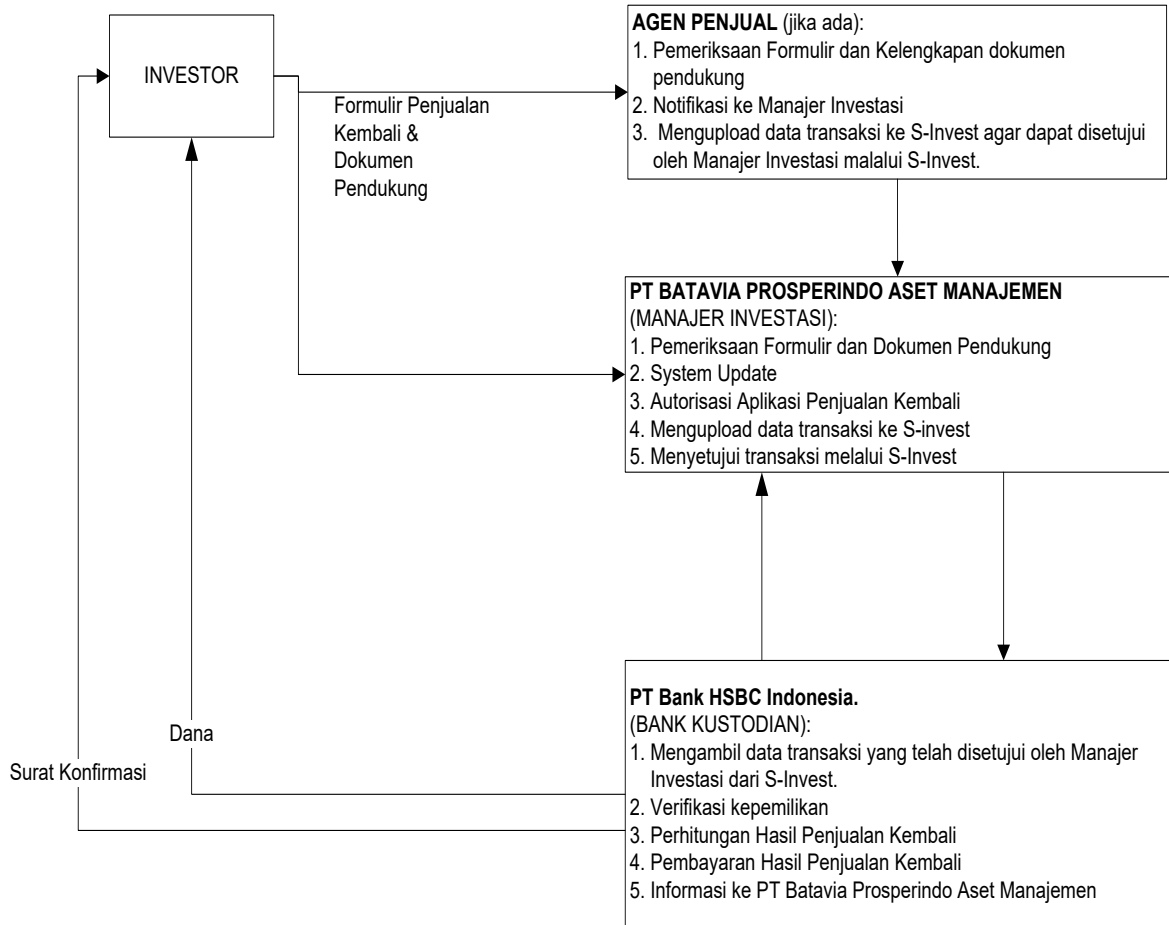 INVESTOR
Formulir Penjualan
Kembali &
Dokumen
Pendukung
AGEN PENJUAL (jika ada):
1. Pemeriksaan Formulir dan Kelengkapan dokumen
pendukung
2. Notifikasi ke Manajer Investasi
3. Mengupload data transaksi ke S-Invest agar dapat disetujui
oleh Manajer Investasi malalui S-Invest.
PT BATAVIA PROSPERINDO ASET MANAJEMEN
(MANAJER INVESTASI):
1. Pemeriksaan Formulir dan Dokumen Pendukung
2. System Update
3. Autorisasi Aplikasi Penjualan Kembali
4. Mengupload data transaksi ke S-invest
5. Menyetujui transaksi melalui S-Invest
PT Bank HSBC Indonesia.
(BANK KUSTODIAN):
1. Mengambil data transaksi yang telah disetujui oleh Manajer
Investasi dari S-Invest.
2. Verifikasi kepemilikan
3. Perhitungan Hasil Penjualan Kembali
4. Pembayaran Hasil Penjualan Kembali
5. Informasi ke PT Batavia Prosperindo Aset Manajemen
Dana
Surat Konfirmasi